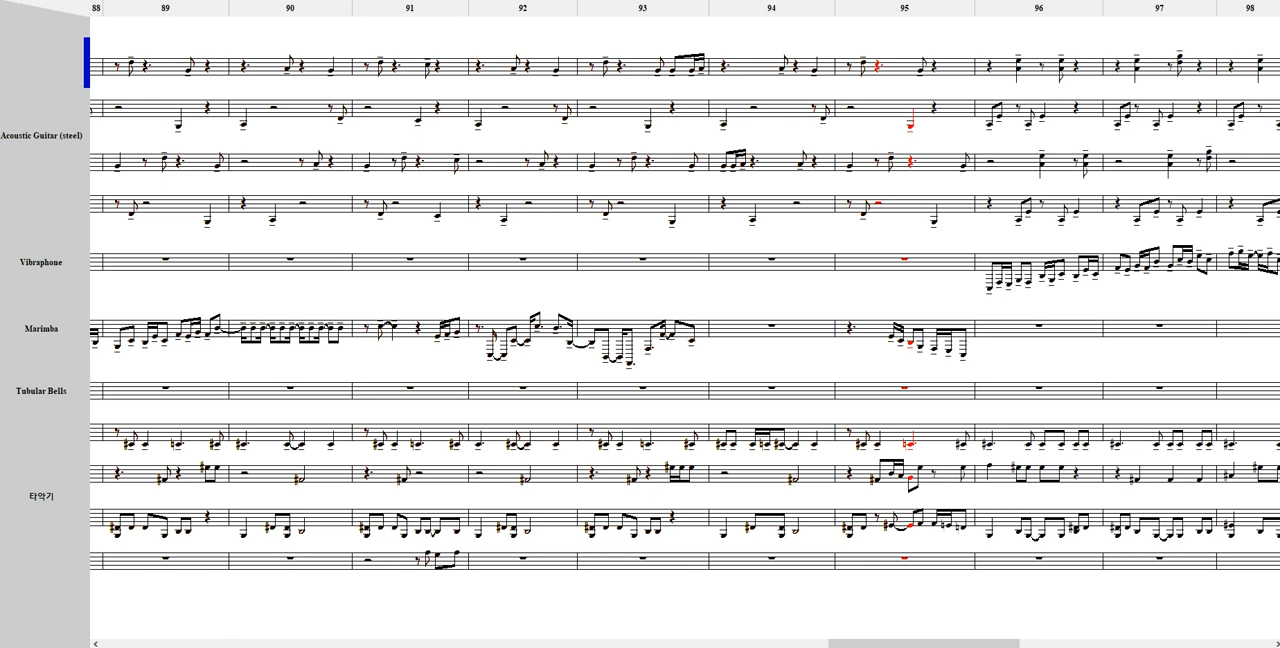 88 89 90 91 92 93 94 95 96 97 98
Acoustic Guitar (steel)
Vibraphone
Marimba
Tubular Bells
타악기